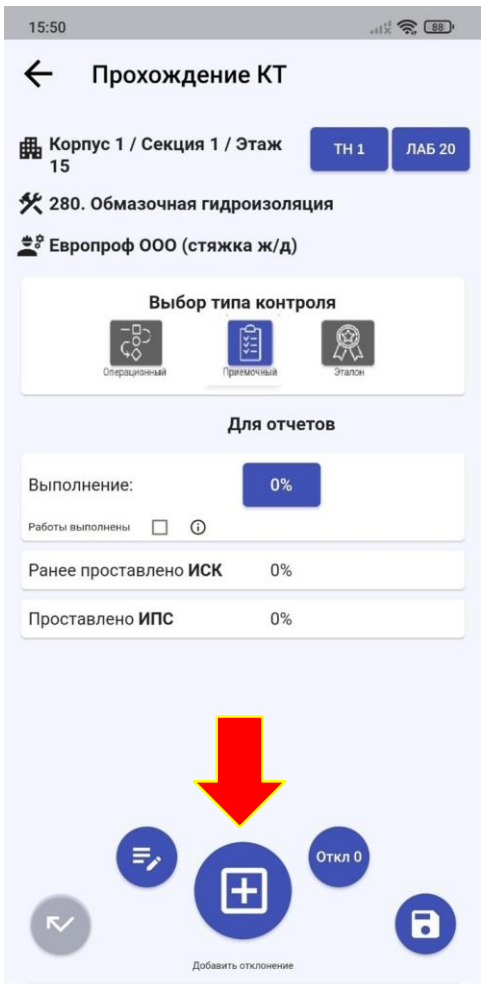 15:50
88
Прохождение КТ
Корпус 1 / Секция 1 / Этаж
15
ТН 1
ЛАБ 20
280. Обмазочная гидроизоляция
Европроф ООО (стяжка ж/д)
Выбор типа контроля
Операционный
Приемочный
Эталон
Для отчетов
Выполнение:
0%
Работы выполнены
Ранее проставлено ИСК 0%
Проставлено ИПС 0%
Откл 0
Добавить отклонение